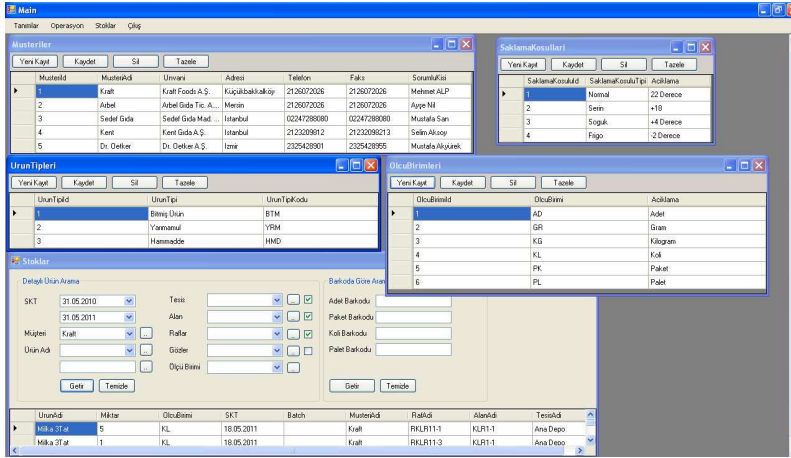 Main
Tanımlar Operasyon Stoklar Çıkış
Musteriler
Yeni Kayıt Kaydet Sil Tazele
MusteriId MusteriAdi Unvani Adresi Telefon Faks SorumluKisi
1 Kraft Kraft Foods A.Ş. Küçükbakkalköy 2126072026 2126072026 Mehmet ALP
2 Arbel Arbel Gıda Tic. A... Mersin 2126072026 2126072026 Ayşe Nil
3 Sedef Gıda Sedef Gıda Mad. ... Istanbul 02247288080 02247288080 Mustafa Sarı
4 Kent Kent Gıda A.Ş. Istanbul 2123209812 21232098213 Selim Aksoy
5 Dr. Oetker Dr. Oetker A.Ş. Izmir 2325428901 2325428955 Mustafa Akyürek
SaklamaKosullari
Yeni Kayıt Kaydet Sil Tazele
SaklamaKosuluId SaklamaKosuluTipi Aciklama
1 Normal 22 Derece
2 Serin +18
3 Soguk +4 Derece
4 Frigo -2 Derece
UrunTipleri
Yeni Kayıt Kaydet Sil Tazele
UrunTipiId UrunTipi UrunTipiKodu
1 Bitmiş Ürün BTM
2 Yarımamul YRM
3 Hammadde HMD
OlcuBirimleri
Yeni Kayıt Kaydet Sil Tazele
OlcuBirimiId OlcuBirimi Aciklama
1 AD Adet
2 GR Gram
3 KG Kilogram
4 KL Koli
5 PK Paket
6 PL Palet
Stoklar
Detaylı Ürün Arama
SKT 31.05.2010 Tesis ...
31.05.2011 Alan ...
Müşteri Kraft ... Raflar ...
Ürün Adı ... Gözler ...
... Ölçü Birimi ...
Getir Temizle
Barkoda Göre Aram
Adet Barkodu
Paket Barkodu
Koli Barkodu
Palet Barkodu
Getir Temizle
UrunAdi Miktar OlcuBirimi SKT Batch MusteriAdi RafAdi AlanAdi TesisAdi
Milka 3Tat 5 KL 18.05.2011 Kraft RKLR11-1 KLR1-1 Ana Depo
Milka 3Tat 1 KL 18.05.2011 Kraft RKLR11-3 KLR1-1 Ana Depo